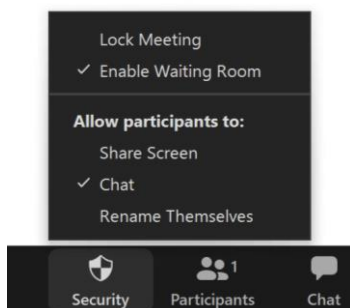 Lock Meeting
✓ Enable Waiting Room
Allow participants to:
Share Screen
✓ Chat
Rename Themselves
1
Security Participants Chat